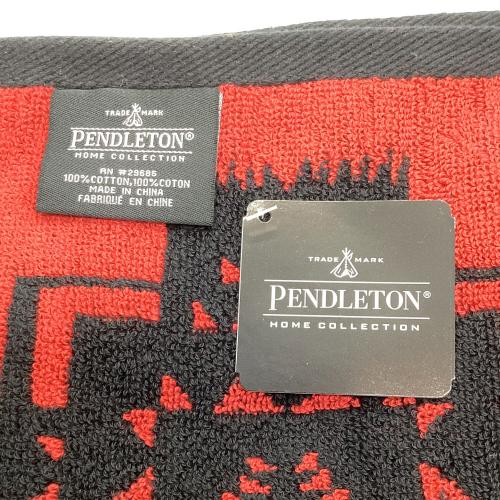 TRADE MARK
PENDLETON®
HOME COLLECTION
RN #29685
100%COTTON,100%COTON
MADE IN CHINA
FABRIQUÉ EN CHINE
TRADE MARK
PENDLETON®
HOME COLLECTION